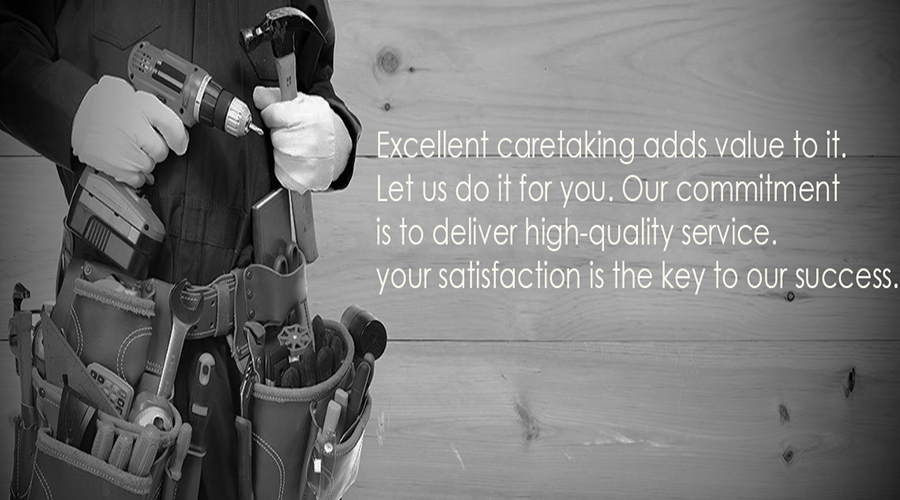 Excellent caretaking adds value to it.
Let us do it for you. Our commitment
is to deliver high-quality service.
your satisfaction is the key to our success.